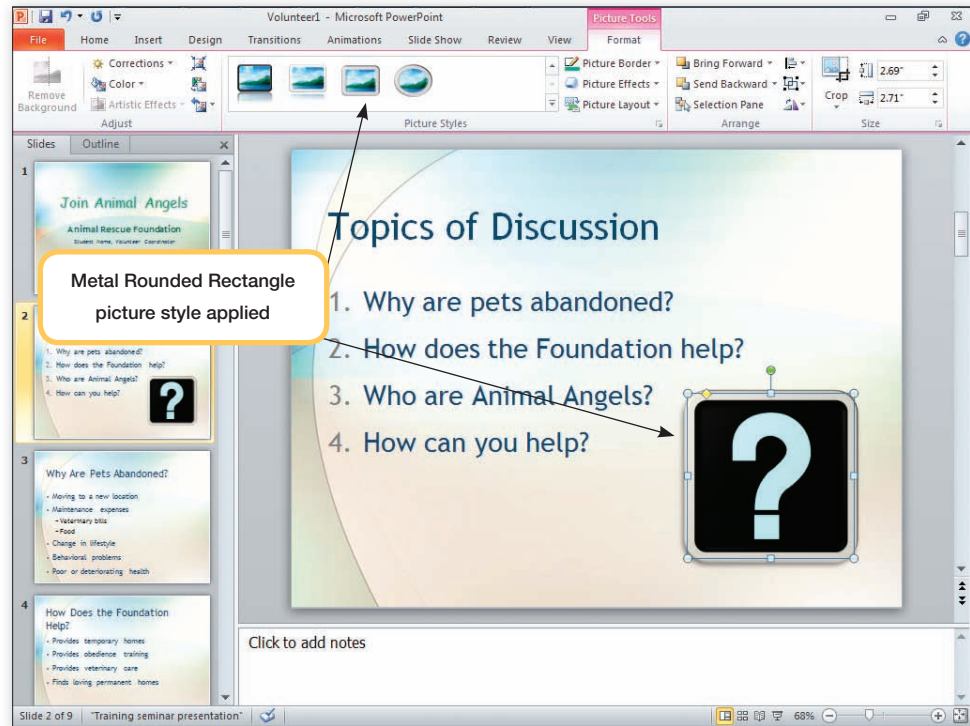 Volunteer1 - Microsoft PowerPoint
Picture Tools
File Home Insert Design Transitions Animations Slide Show Review View Format
Remove Background
Corrections
Color
Artistic Effects
Adjust
Picture Styles
Picture Border
Picture Effects
Picture Layout
Bring Forward
Send Backward
Selection Pane
Arrange
Crop
2.69"
2.71"
Size
Slides Outline
1
Join Animal Angels
Animal Rescue Foundation
Student Name, Volunteer Coordinator
Metal Rounded Rectangle
picture style applied
2
1. Why are pets abandoned?
2. How does the Foundation help?
3. Who are Animal Angels?
4. How can you help?
?
3
Why Are Pets Abandoned?
• Moving to a new location
• Maintenance expenses
– Veterinary bills
– Food
• Change in lifestyle
• Behavioral problems
• Poor or deteriorating health
4
How Does the Foundation
Help?
• Provides temporary homes
• Provides obedience training
• Provides veterinary care
• Finds loving permanent homes
Topics of Discussion
1. Why are pets abandoned?
2. How does the Foundation help?
3. Who are Animal Angels?
4. How can you help?
?
Click to add notes
Slide 2 of 9 "Training seminar presentation" 68%